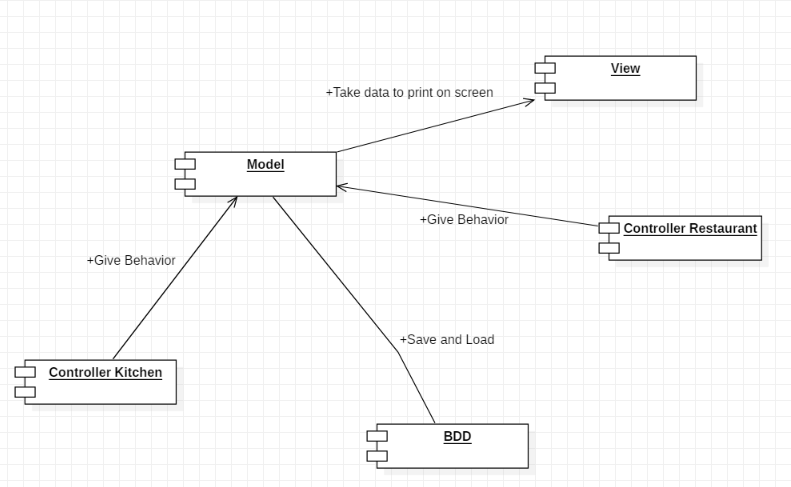 View
+Take data to print on screen
Model
+Give Behavior
Controller Restaurant
+Give Behavior
+Save and Load
Controller Kitchen
BDD